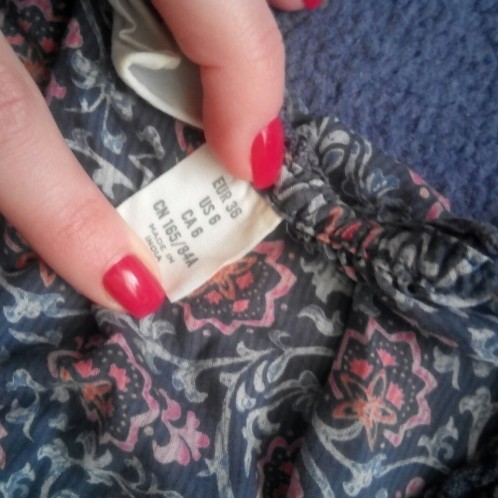 EUR 36
US 6
CA 6
CN 165/84A
MADE IN
INDIA